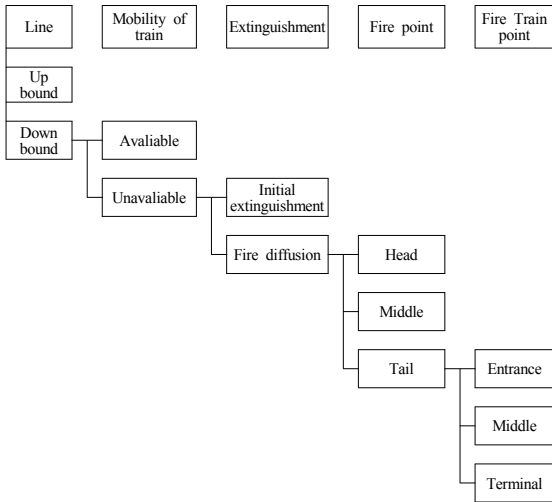 Line
Mobility of
train
Extinguishment
Fire point
Fire Train
point
Up
bound
Down
bound
Avaliable
Unavaliable
Initial
extinguishment
Fire diffusion
Head
Middle
Tail
Entrance
Middle
Terminal